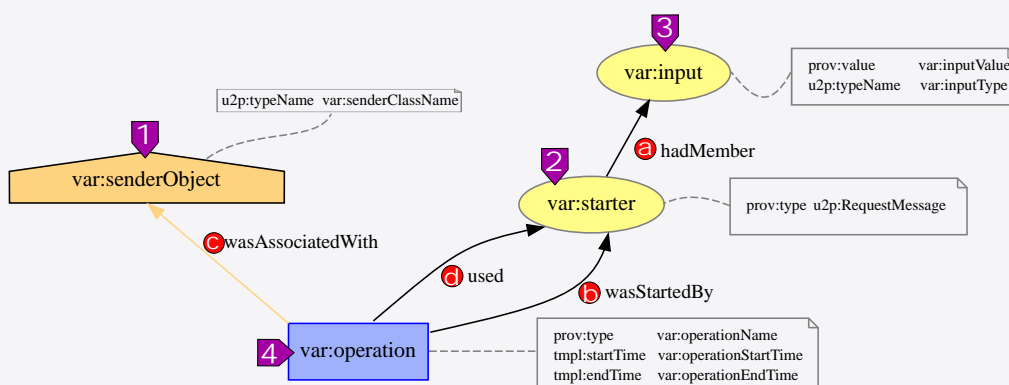 3
var:input
prov:value var:inputValue
u2p:typeName var:inputType
u2p:typeName var:senderClassName
1
var:senderObject
a hadMember
2
var:starter
prov:type u2p:RequestMessage
c wasAssociatedWith
d used
b wasStartedBy
4
var:operation
prov:type var:operationName
tmpl:startTime var:operationStartTime
tmpl:endTime var:operationEndTime